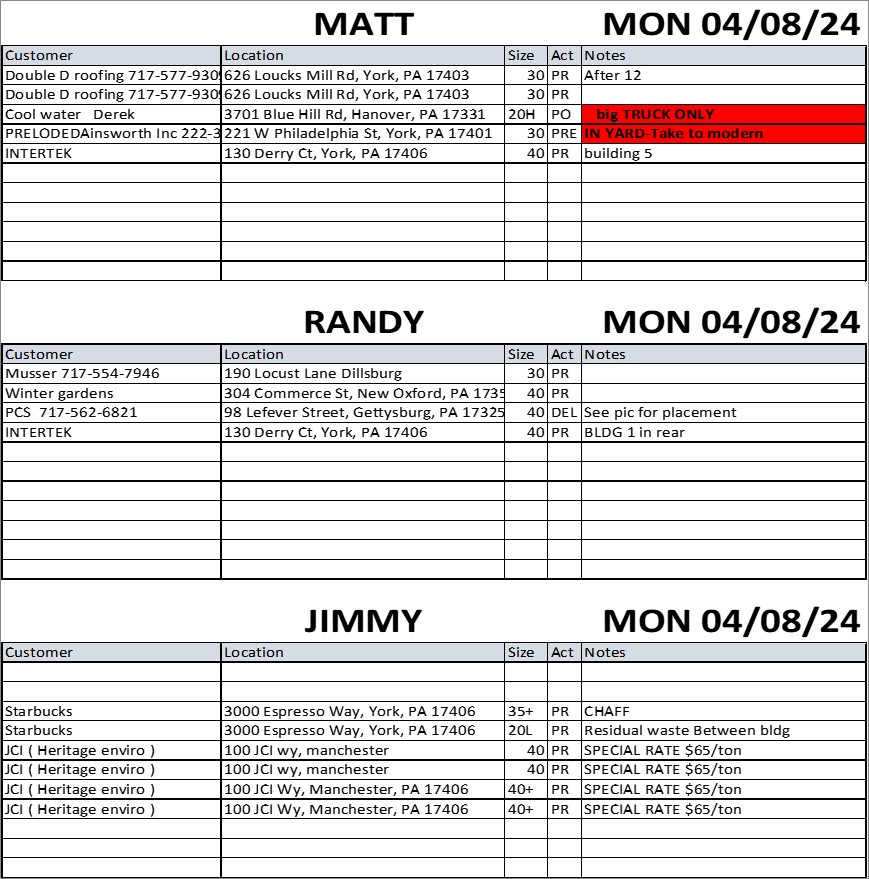 MATT MON 04/08/24
Customer Location Size Act Notes
Double D roofing 717-577-930 626 Loucks Mill Rd, York, PA 17403 30 PR After 12
Double D roofing 717-577-930 626 Loucks Mill Rd, York, PA 17403 30 PR
Cool water Derek 3701 Blue Hill Rd, Hanover, PA 17331 20H PO big TRUCK ONLY
PRELODEDAinsworth Inc 222-3 221 W Philadelphia St, York, PA 17401 30 PRE IN YARD-Take to modern
INTERTEK 130 Derry Ct, York, PA 17406 40 PR building 5
RANDY MON 04/08/24
Customer Location Size Act Notes
Musser 717-554-7946 190 Locust Lane Dillsburg 30 PR
Winter gardens 304 Commerce St, New Oxford, PA 1735 40 PR
PCS 717-562-6821 98 Lefever Street, Gettysburg, PA 17325 40 DEL See pic for placement
INTERTEK 130 Derry Ct, York, PA 17406 40 PR BLDG 1 in rear
JIMMY MON 04/08/24
Customer Location Size Act Notes
Starbucks 3000 Espresso Way, York, PA 17406 35+ PR CHAFF
Starbucks 3000 Espresso Way, York, PA 17406 20L PR Residual waste Between bldg
JCI ( Heritage enviro ) 100 JCI wy, manchester 40 PR SPECIAL RATE $65/ton
JCI ( Heritage enviro ) 100 JCI wy, manchester 40 PR SPECIAL RATE $65/ton
JCI ( Heritage enviro ) 100 JCI Wy, Manchester, PA 17406 40+ PR SPECIAL RATE $65/ton
JCI ( Heritage enviro ) 100 JCI Wy, Manchester, PA 17406 40+ PR SPECIAL RATE $65/ton